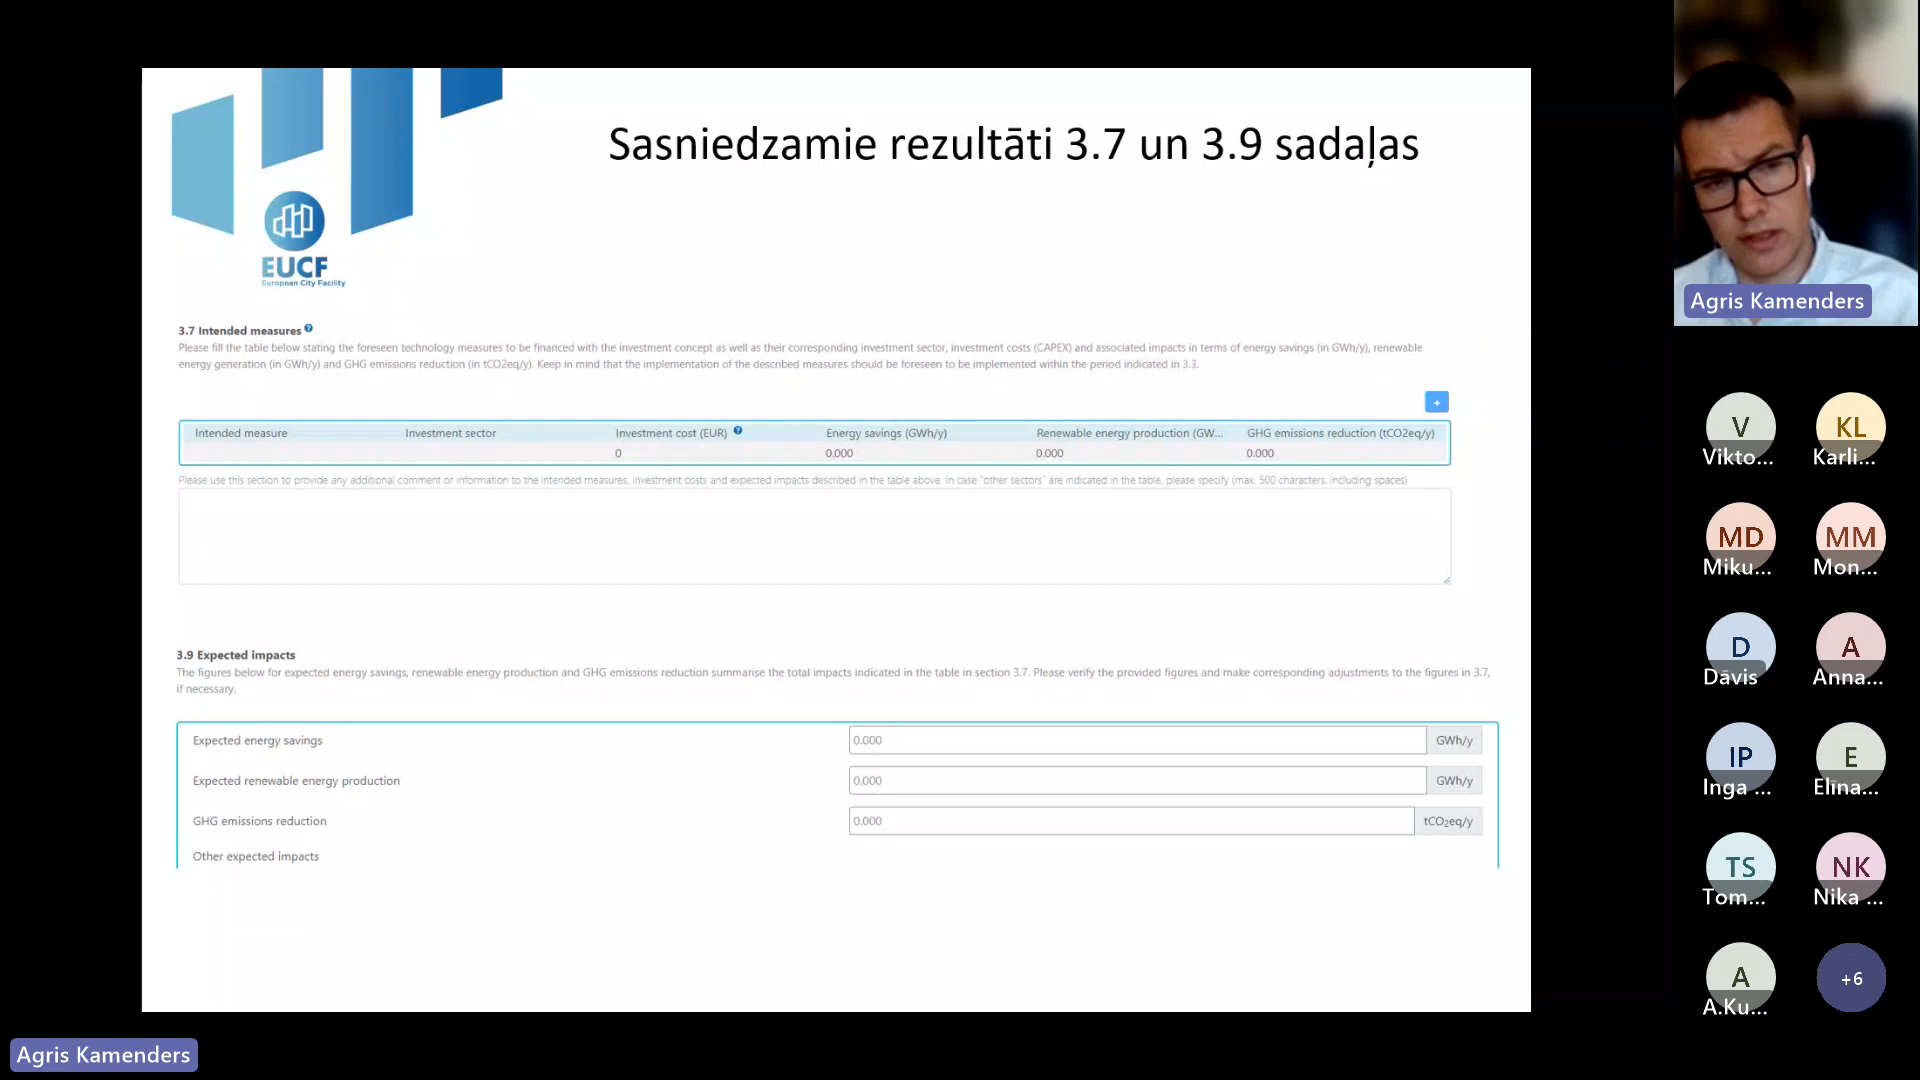 Sasniedzamie rezultāti 3.7 un 3.9 sadaļas
EUCF
European City Facility
3.7 Intended measures ?
Please fill the table below stating the foreseen technology measures to be financed with the investment concept as well as their corresponding investment sector, investment costs (CAPEX) and associated impacts in terms of energy savings (in GWh/y), renewable
energy generation (in GWh/y) and GHG emissions reduction (in tCO2eq/y). Keep in mind that the implementation of the described measures should be foreseen to be implemented within the period indicated in 3.3.
+
Intended measure Investment sector Investment cost (EUR) ? Energy savings (GWh/y) Renewable energy production (GW... GHG emissions reduction (tCO2eq/y)
0 0.000 0.000 0.000
Please use this section to provide any additional comment or information to the intended measures, investment costs and expected impacts described in the table above. In case "other sectors" are indicated in the table, please specify (max. 500 characters, including spaces)
3.9 Expected impacts
The figures below for expected energy savings, renewable energy production and GHG emissions reduction summarise the total impacts indicated in the table in section 3.7. Please verify the provided figures and make corresponding adjustments to the figures in 3.7,
if necessary.
Expected energy savings 0.000 GWh/y
Expected renewable energy production 0.000 GWh/y
GHG emissions reduction 0.000 tCO₂eq/y
Other expected impacts
Agris Kamenders
V KL
Vikto... Karli...
MD MM
Miku... Mon...
D A
Dāvis Anna...
IP E
Inga ... Elīna...
TS NK
Tom... Nika ...
A +6
A.Ku...
Agris Kamenders